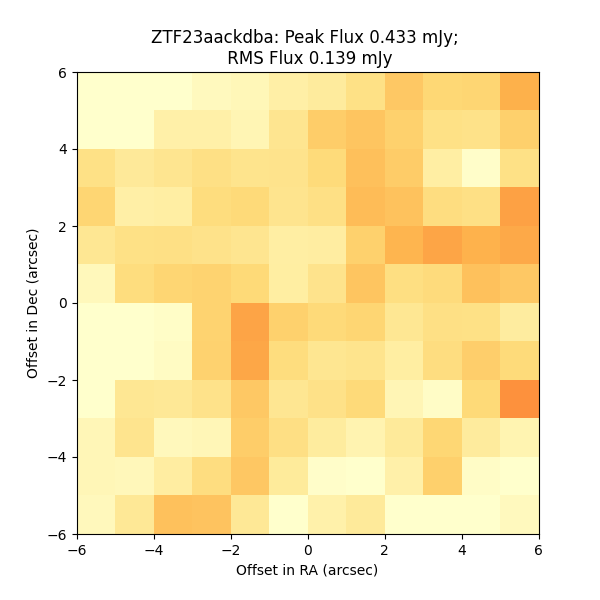 ZTF23aackdba: Peak Flux 0.433 mJy;
RMS Flux 0.139 mJy
6
4
2
0
−2
−4
−6
Offset in Dec (arcsec)
−6 −4 −2 0 2 4 6
Offset in RA (arcsec)